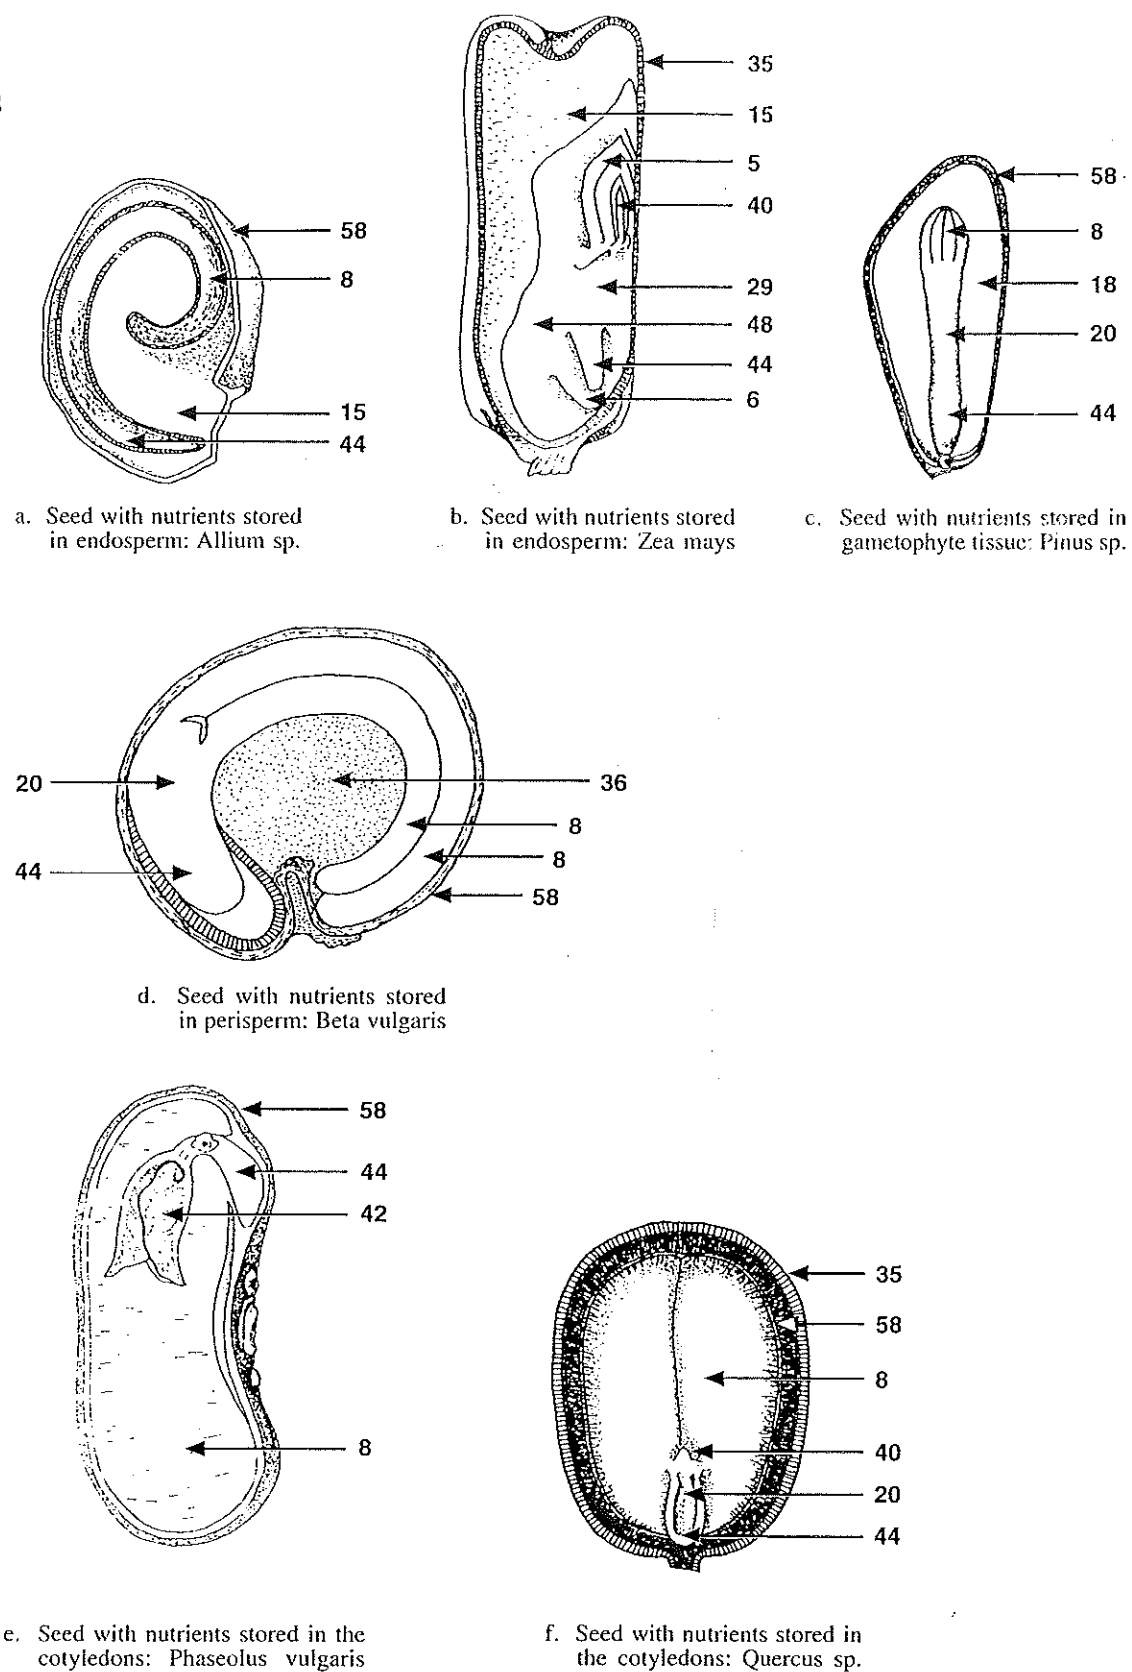 35
15
5
40
29
48
44
6
58
8
18
20
44
58
8
15
44
a. Seed with nutrients stored
in endosperm: Allium sp.
b. Seed with nutrients stored
in endosperm: Zea mays
c. Seed with nutrients stored in
gametophyte tissue: Pinus sp.
20
44
36
8
8
58
d. Seed with nutrients stored
in perisperm: Beta vulgaris
58
44
42
8
35
58
8
40
20
44
e. Seed with nutrients stored in the
cotyledons: Phaseolus vulgaris
f. Seed with nutrients stored in
the cotyledons: Quercus sp.